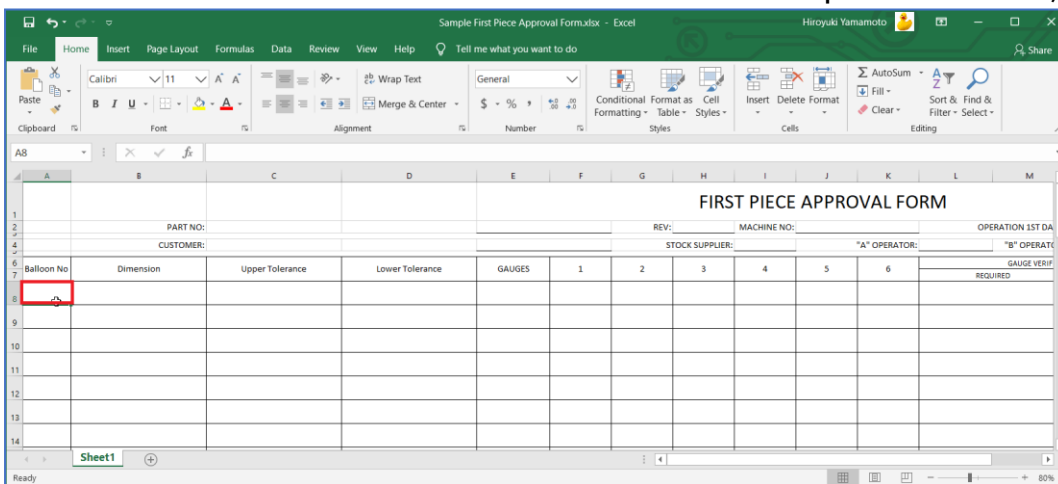 Sample First Piece Approval Form.xlsx - Excel
Hiroyuki Yamamoto
File Home Insert Page Layout Formulas Data Review View Help Tell me what you want to do
Share
Paste
Calibri 11 A A
Wrap Text
General
AutoSum
Fill
Clear
B I U A
Merge & Center
$ % ,
Conditional Formatting
Format as Table
Cell Styles
Insert Delete Format
Sort & Filter
Find & Select
Clipboard Font Alignment Number Styles Cells Editing
A8 fx
A B C D E F G H I J K L M
1 FIRST PIECE APPROVAL FORM
2 PART NO: REV: MACHINE NO: OPERATION 1ST DA
4 CUSTOMER: STOCK SUPPLIER: "A" OPERATOR: "B" OPERAT
6 GAUGE VERIF
Balloon No Dimension Upper Tolerance Lower Tolerance GAUGES 1 2 3 4 5 6
7 REQUIRED
8
9
10
11
12
13
14
Sheet1
Ready
80%